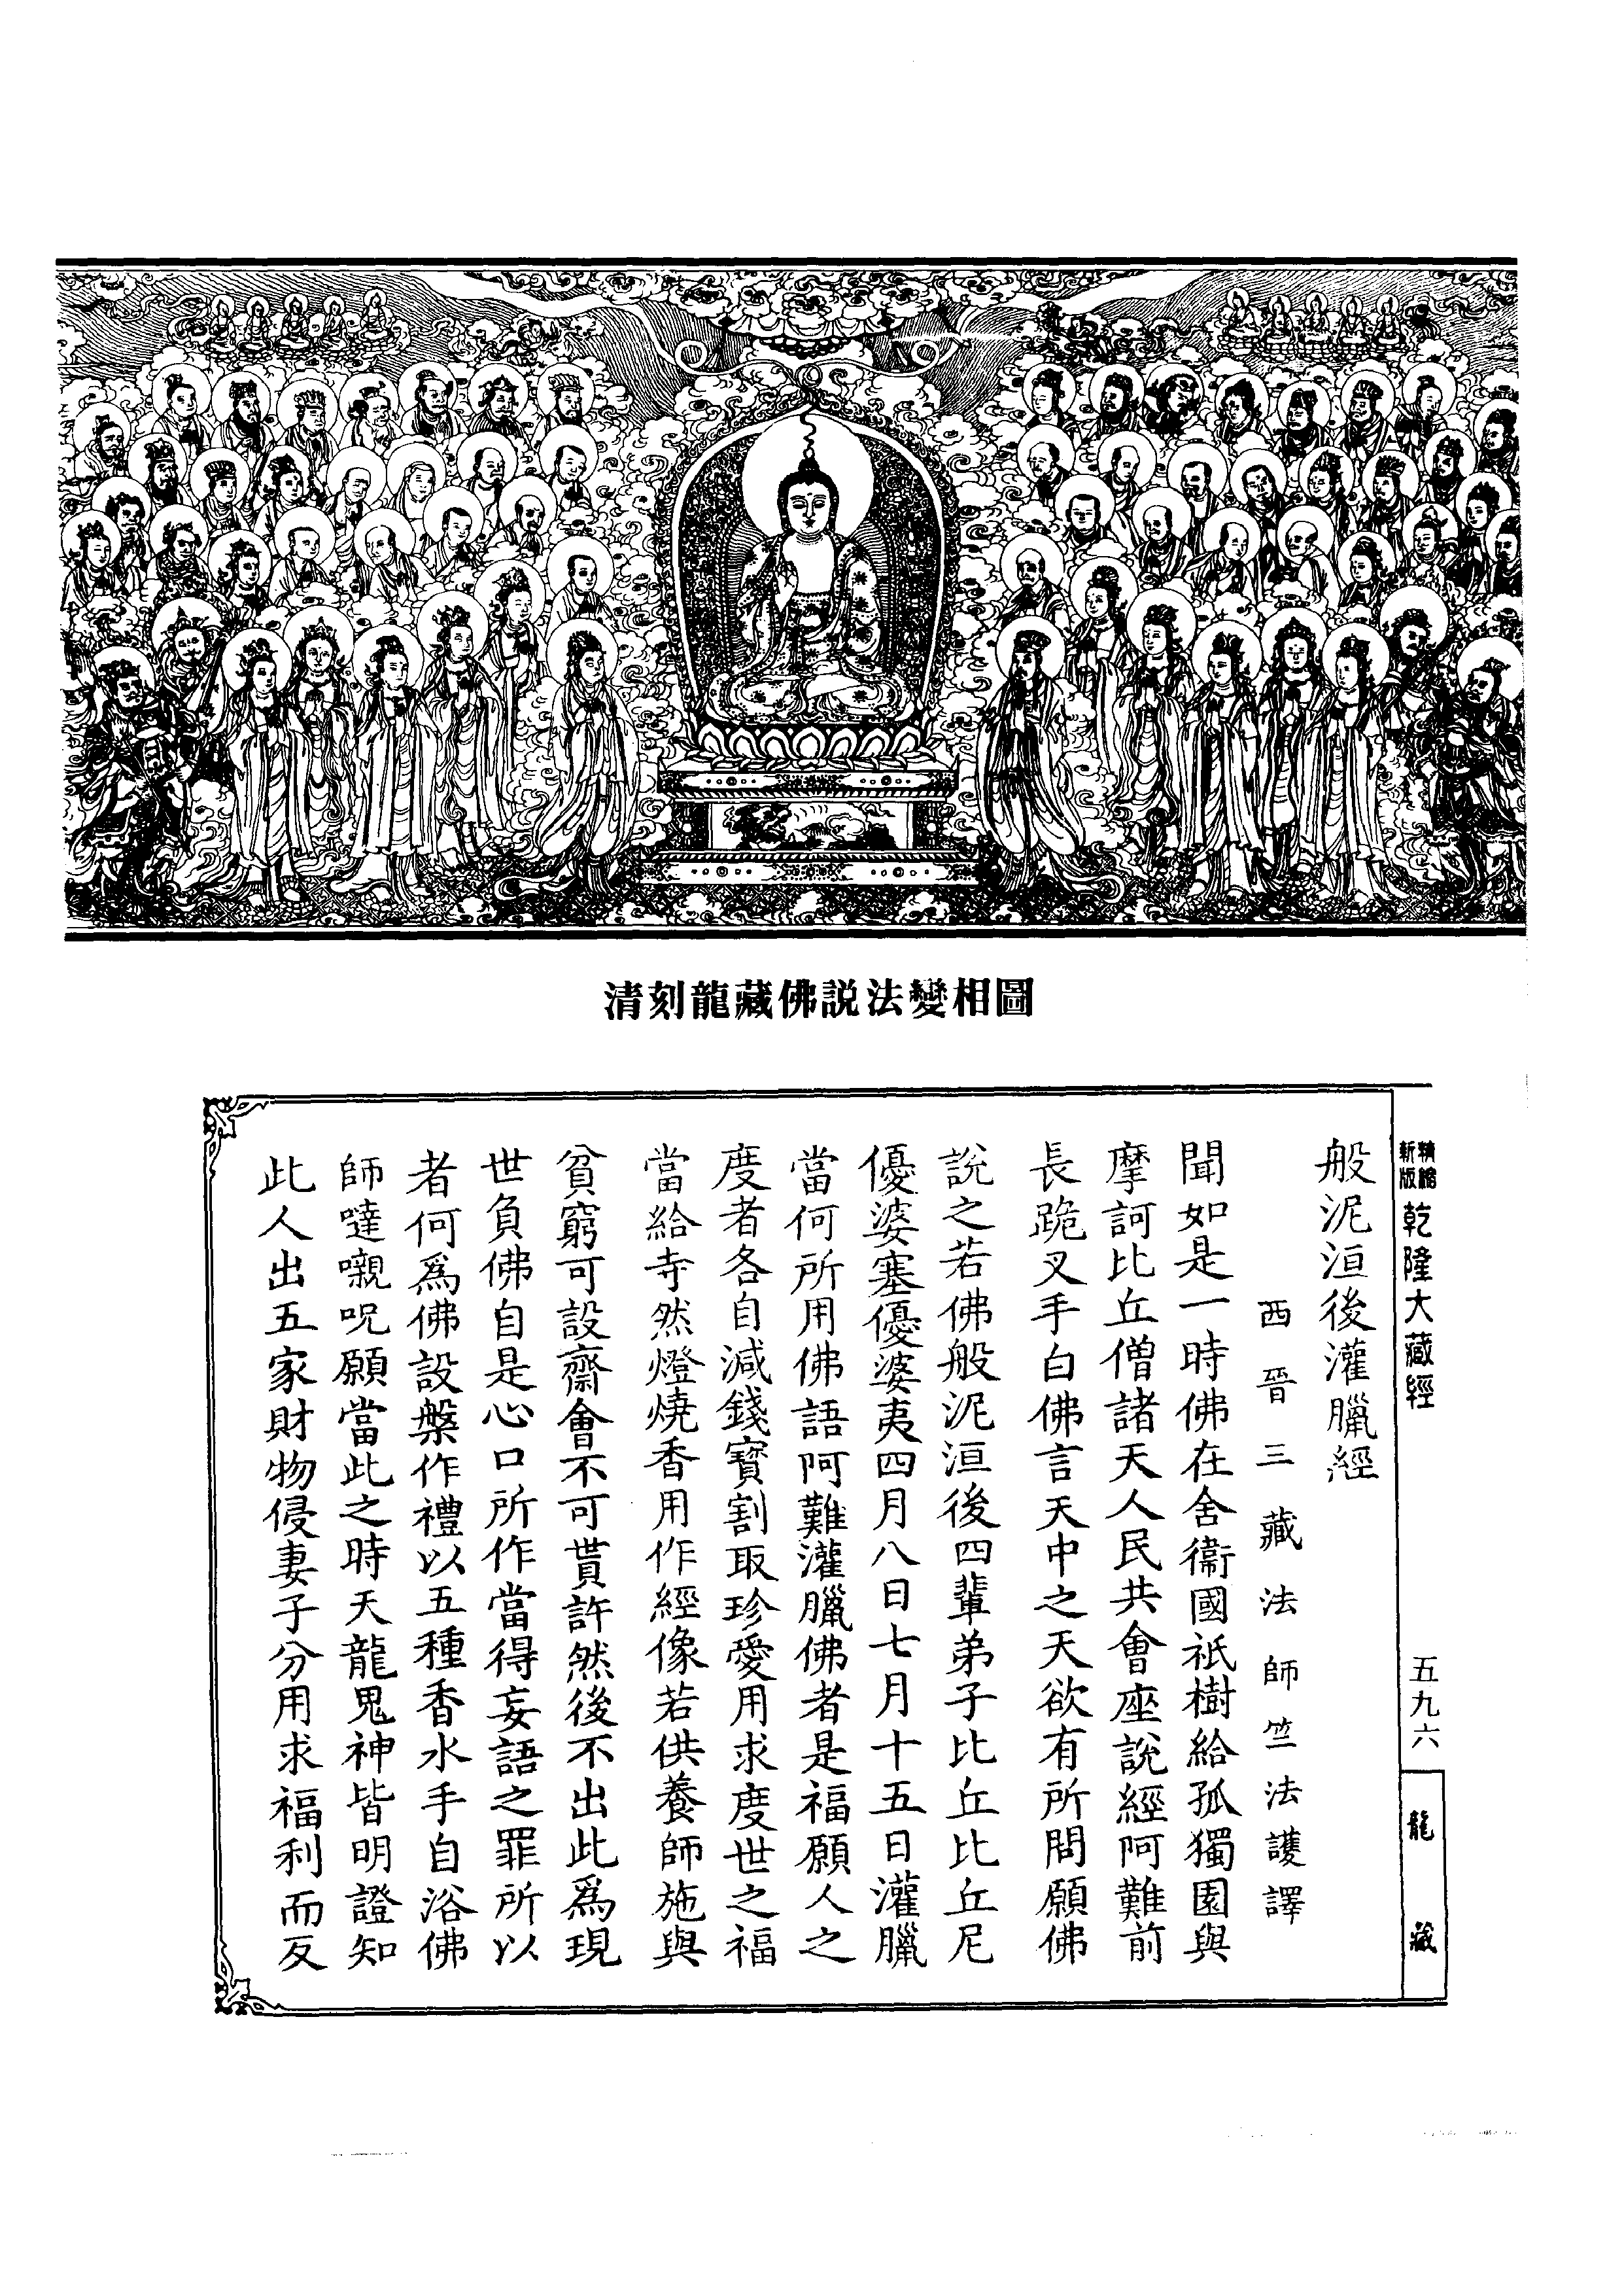 清刻龍藏佛説法變相圖
精縮新版
乾隆大藏經
五九六
龍藏
般泥洹後灌臘經
西晉三藏法師竺法護譯
聞如是一時佛在舍衞國祇樹給孤獨園與
摩訶比丘僧諸天人民共會座說經阿難前
長跪叉手白佛言天中之天欲有所問願佛
說之若佛般泥洹後四輩弟子比丘比丘尼
優婆塞優婆夷四月八日七月十五日灌臘
當何所用佛語阿難灌臘佛者是福願人之
度者各自減錢寶割取珍愛用求度世之福
當給寺然燈燒香用作經像若供養師施與
貧窮可設齋會不可貰許然後不出此爲現
世負佛自是心口所作當得妄語之罪所以
者何爲佛設槃作禮以五種香水手自浴佛
師噠嚫呪願當此之時天龍鬼神皆明證知
此人出五家財物侵妻子分用求福利而反